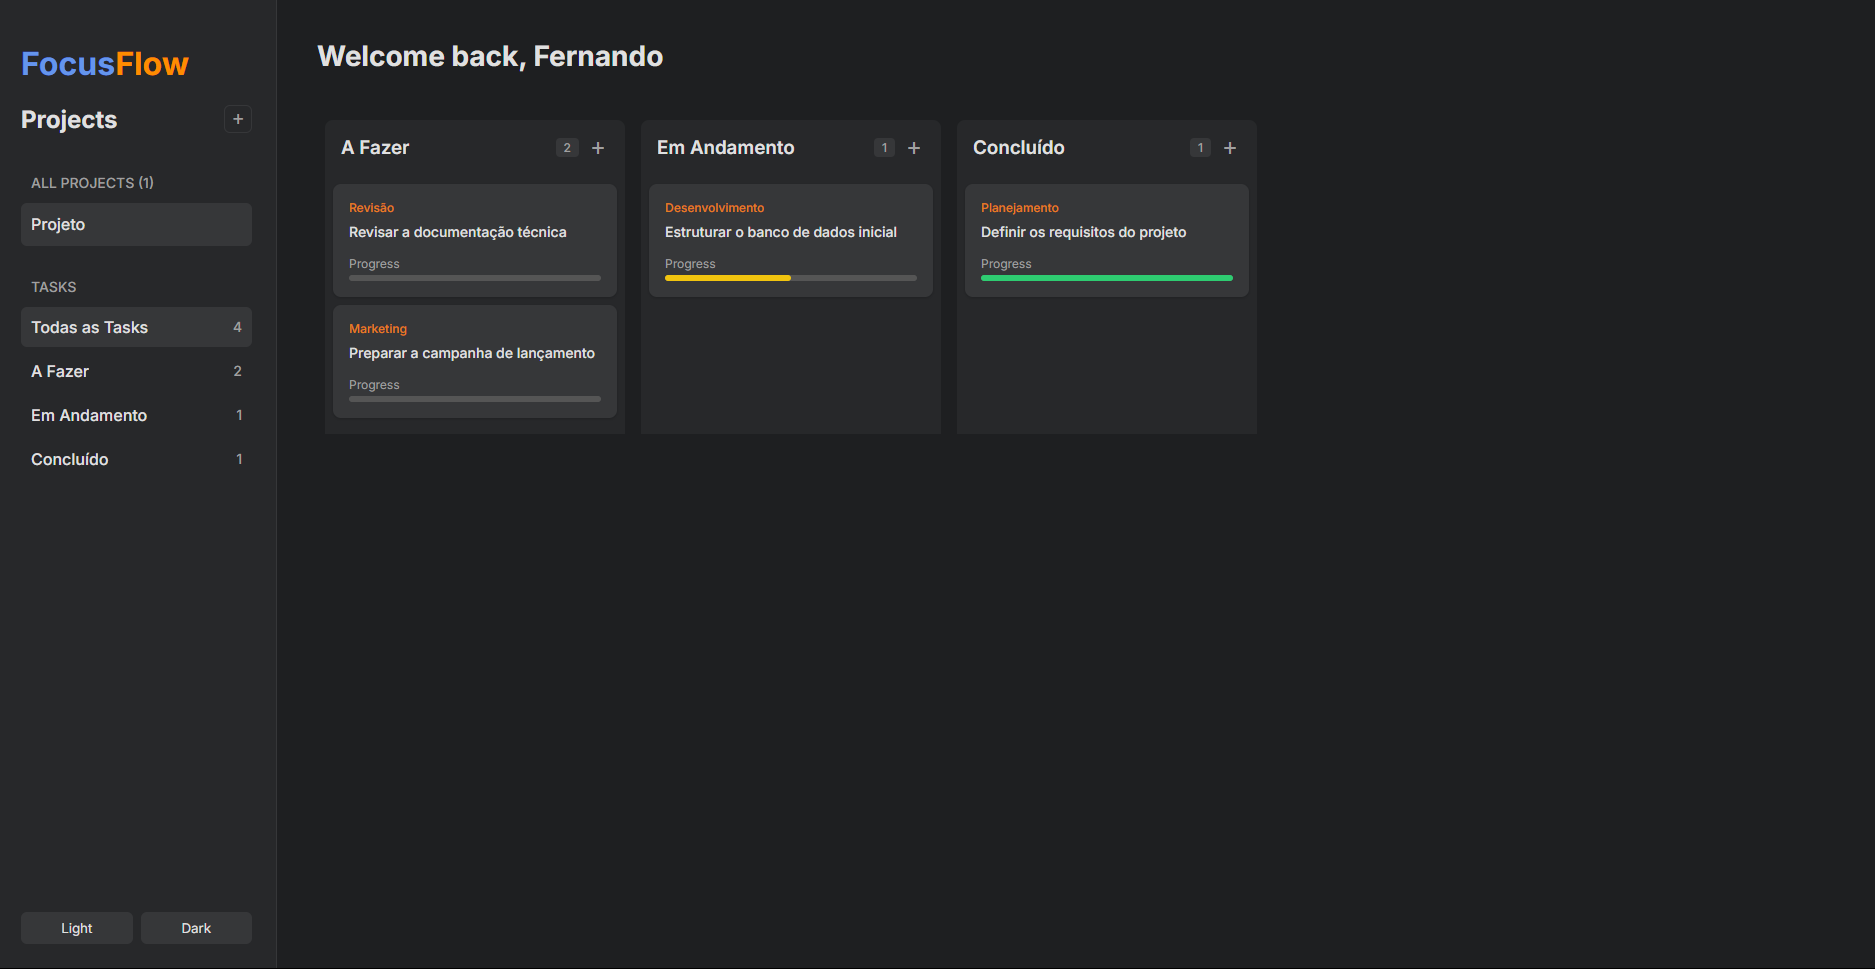 FocusFlow
Projects +
ALL PROJECTS (1)
Projeto
TASKS
Todas as Tasks 4
A Fazer 2
Em Andamento 1
Concluído 1
Light Dark
Welcome back, Fernando
A Fazer 2 +
Revisão
Revisar a documentação técnica
Progress
Marketing
Preparar a campanha de lançamento
Progress
Em Andamento 1 +
Desenvolvimento
Estruturar o banco de dados inicial
Progress
Concluído 1 +
Planejamento
Definir os requisitos do projeto
Progress